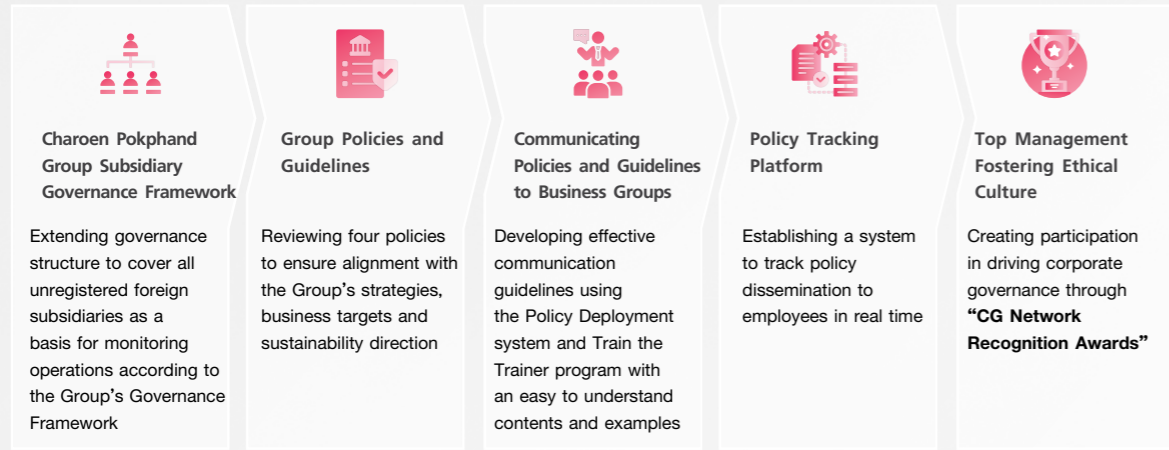 Charoen Pokphand
Group Subsidiary
Governance Framework
Extending governance
structure to cover all
unregistered foreign
subsidiaries as a
basis for monitoring
operations according to
the Group's Governance
Framework
Group Policies and
Guidelines
Reviewing four policies
to ensure alignment with
the Group's strategies,
business targets and
sustainability direction
Communicating
Policies and Guidelines
to Business Groups
Developing effective
communication
guidelines using
the Policy Deployment
system and Train the
Trainer program with
an easy to understand
contents and examples
Policy Tracking
Platform
Establishing a system
to track policy
dissemination to
employees in real time
Top Management
Fostering Ethical
Culture
Creating participation
in driving corporate
governance through
“CG Network
Recognition Awards”